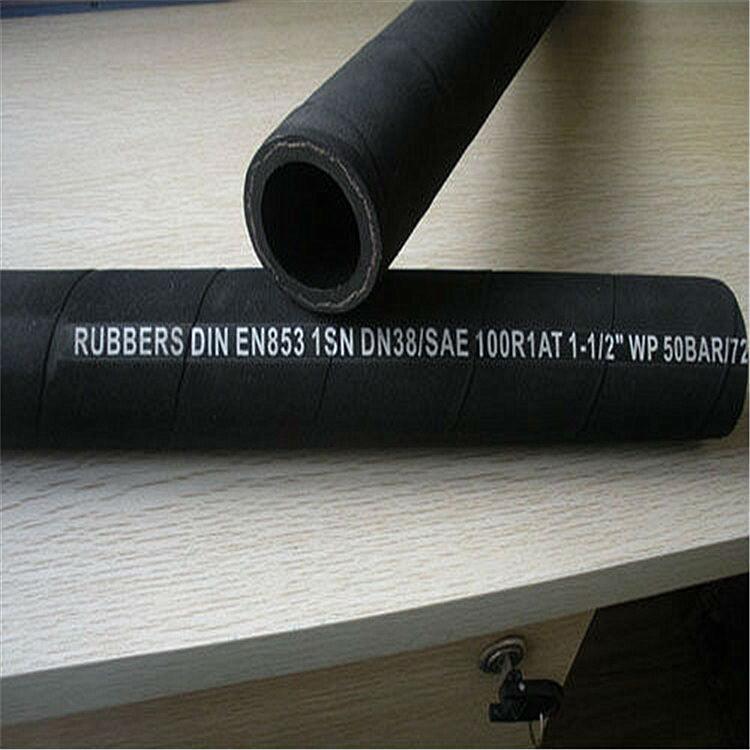 RUBBERS DIN EN853 1SN DN38/SAE 100R1AT 1-1/2" WP 50BAR/72